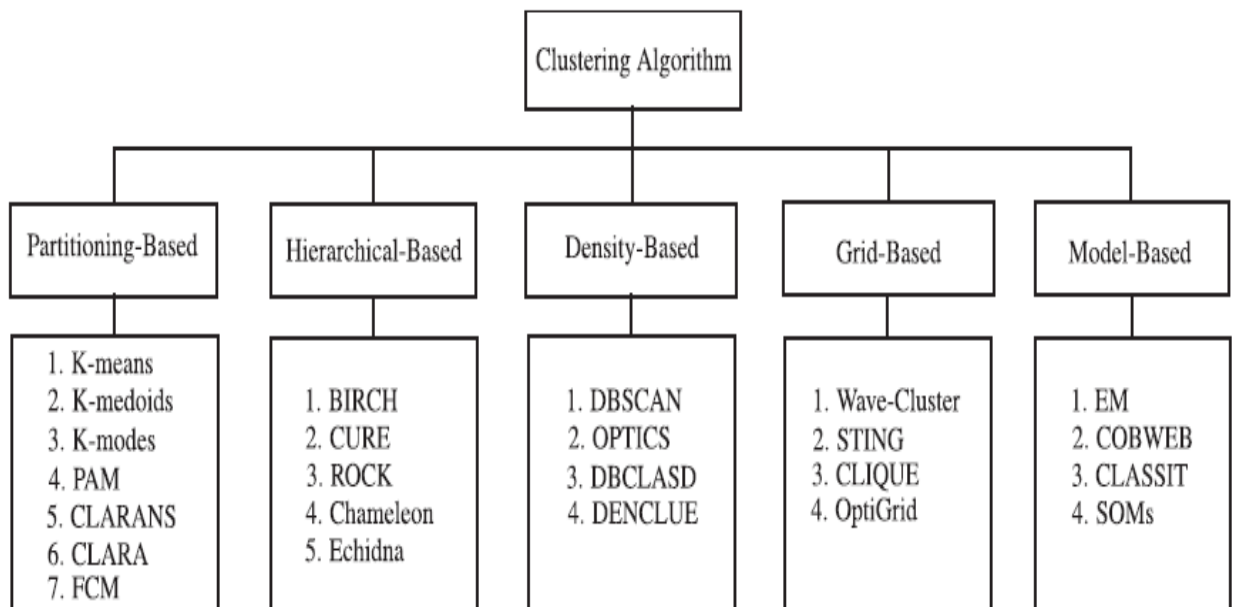 Clustering Algorithm
Partitioning-Based
Hierarchical-Based
Density-Based
Grid-Based
Model-Based
1. K-means
2. K-medoids
3. K-modes
4. PAM
5. CLARANS
6. CLARA
7. FCM
1. BIRCH
2. CURE
3. ROCK
4. Chameleon
5. Echidna
1. DBSCAN
2. OPTICS
3. DBCLASD
4. DENCLUE
1. Wave-Cluster
2. STING
3. CLIQUE
4. OptiGrid
1. EM
2. COBWEB
3. CLASSIT
4. SOMs